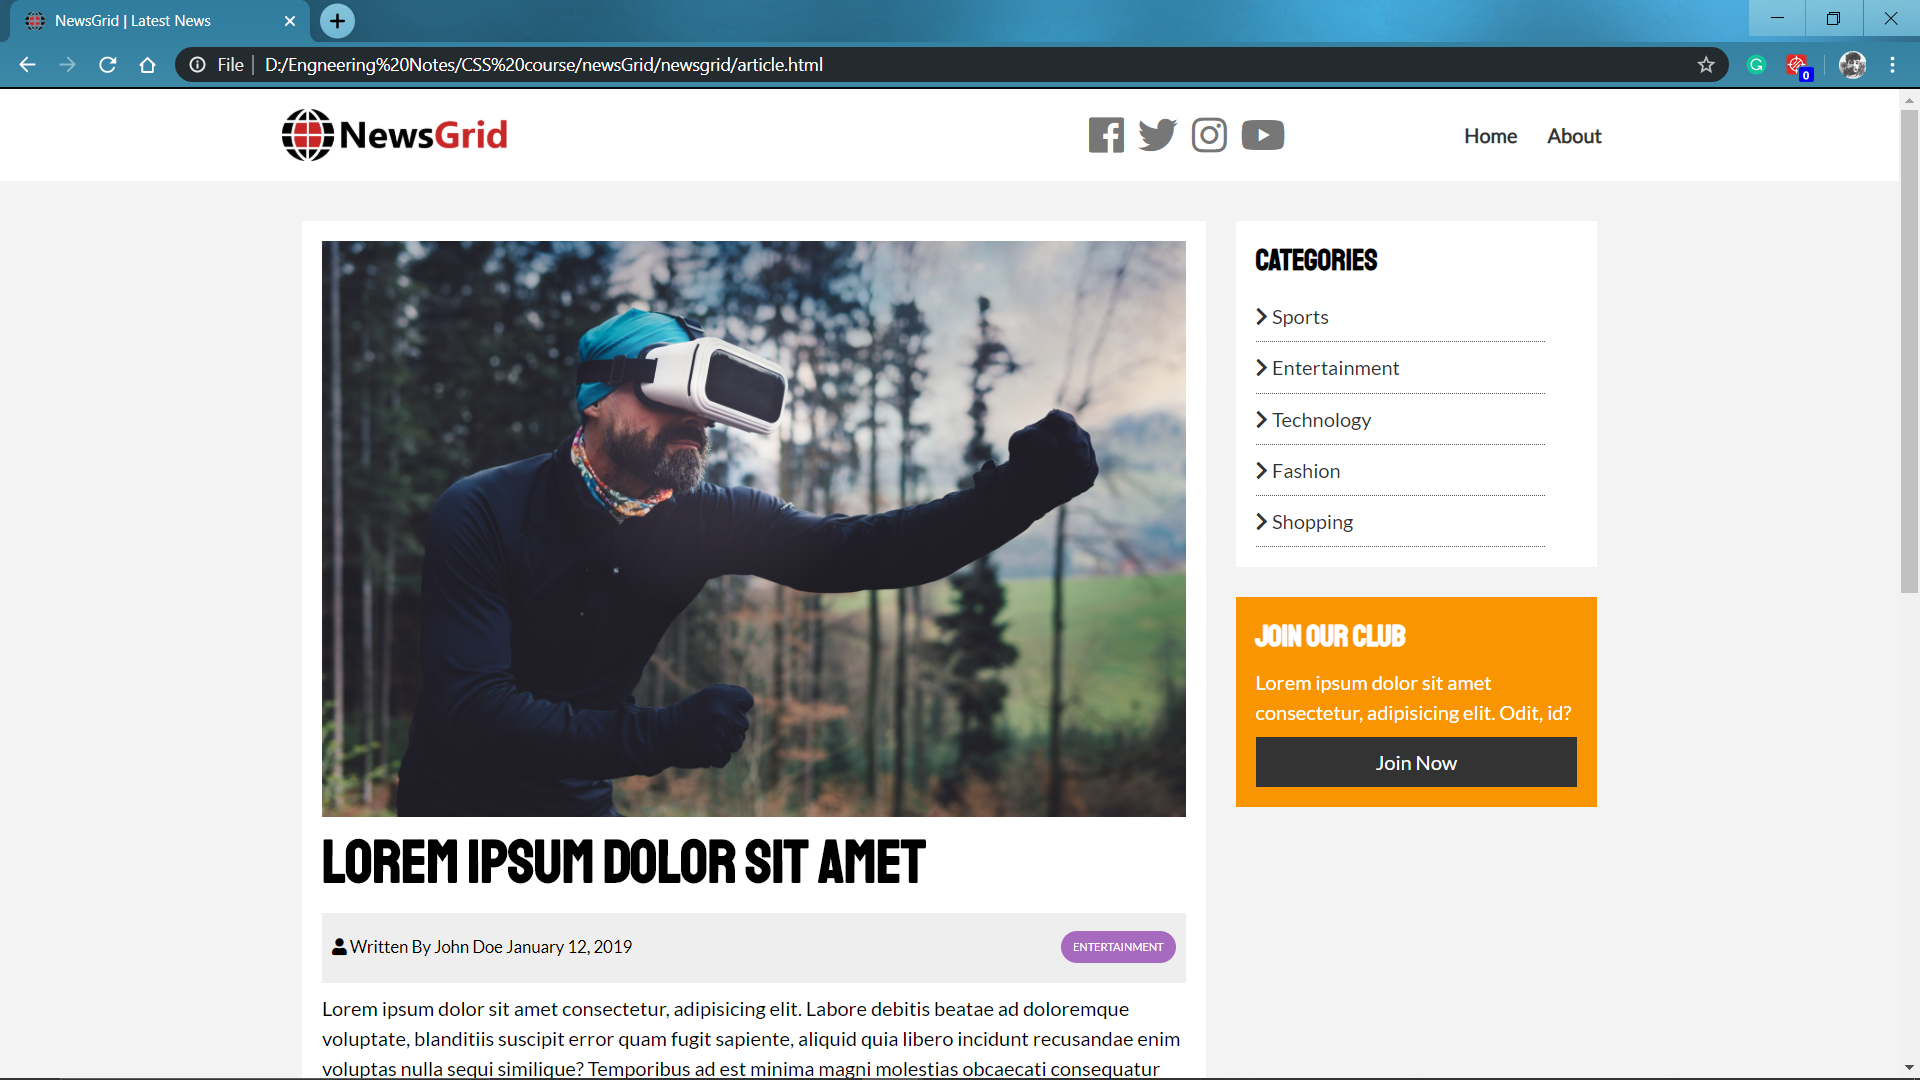 NewsGrid | Latest News
File | D:/Engneering%20Notes/CSS%20course/newsGrid/newsgrid/article.html
0
NewsGrid
Home About
CATEGORIES
Sports
Entertainment
Technology
Fashion
Shopping
JOIN OUR CLUB
Lorem ipsum dolor sit amet
consectetur, adipisicing elit. Odit, id?
Join Now
LOREM IPSUM DOLOR SIT AMET
Written By John Doe January 12, 2019
ENTERTAINMENT
Lorem ipsum dolor sit amet consectetur, adipisicing elit. Labore debitis beatae ad doloremque
voluptate, blanditiis suscipit error quam fugit sapiente, aliquid quia libero incidunt recusandae enim
voluptas nulla sequi similique? Temporibus ad est minima magni molestias obcaecati consequatur